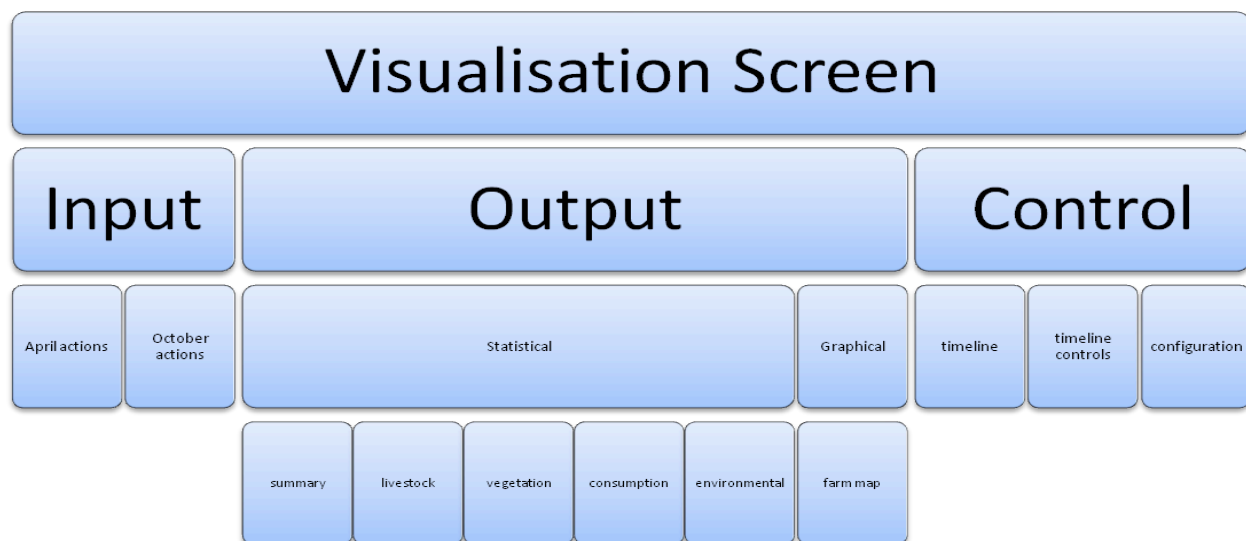 Visualisation Screen
Input
Output
Control
April actions
October
actions
Statistical
Graphical
timeline
timeline
controls
configuration
summary
livestock
vegetation
consumption
environmental
farm map